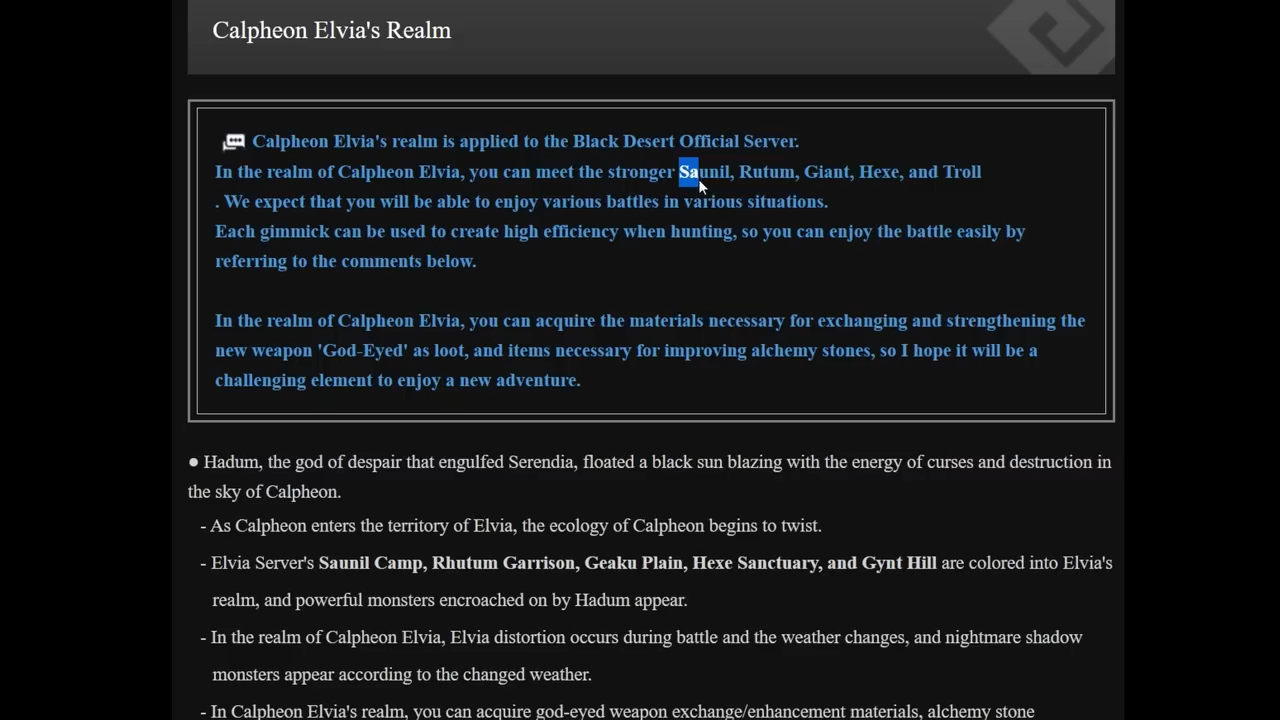 Calpheon Elvia's Realm
Calpheon Elvia's realm is applied to the Black Desert Official Server.
In the realm of Calpheon Elvia, you can meet the stronger Saunil, Rutum, Giant, Hexe, and Troll
. We expect that you will be able to enjoy various battles in various situations.
Each gimmick can be used to create high efficiency when hunting, so you can enjoy the battle easily by
referring to the comments below.
In the realm of Calpheon Elvia, you can acquire the materials necessary for exchanging and strengthening the
new weapon 'God-Eyed' as loot, and items necessary for improving alchemy stones, so I hope it will be a
challenging element to enjoy a new adventure.
● Hadum, the god of despair that engulfed Serendia, floated a black sun blazing with the energy of curses and destruction in
the sky of Calpheon.
- As Calpheon enters the territory of Elvia, the ecology of Calpheon begins to twist.
- Elvia Server's Saunil Camp, Rhutum Garrison, Geaku Plain, Hexe Sanctuary, and Gynt Hill are colored into Elvia's
realm, and powerful monsters encroached on by Hadum appear.
- In the realm of Calpheon Elvia, Elvia distortion occurs during battle and the weather changes, and nightmare shadow
monsters appear according to the changed weather.
- In Calpheon Elvia's realm, you can acquire god-eyed weapon exchange/enhancement materials, alchemy stone